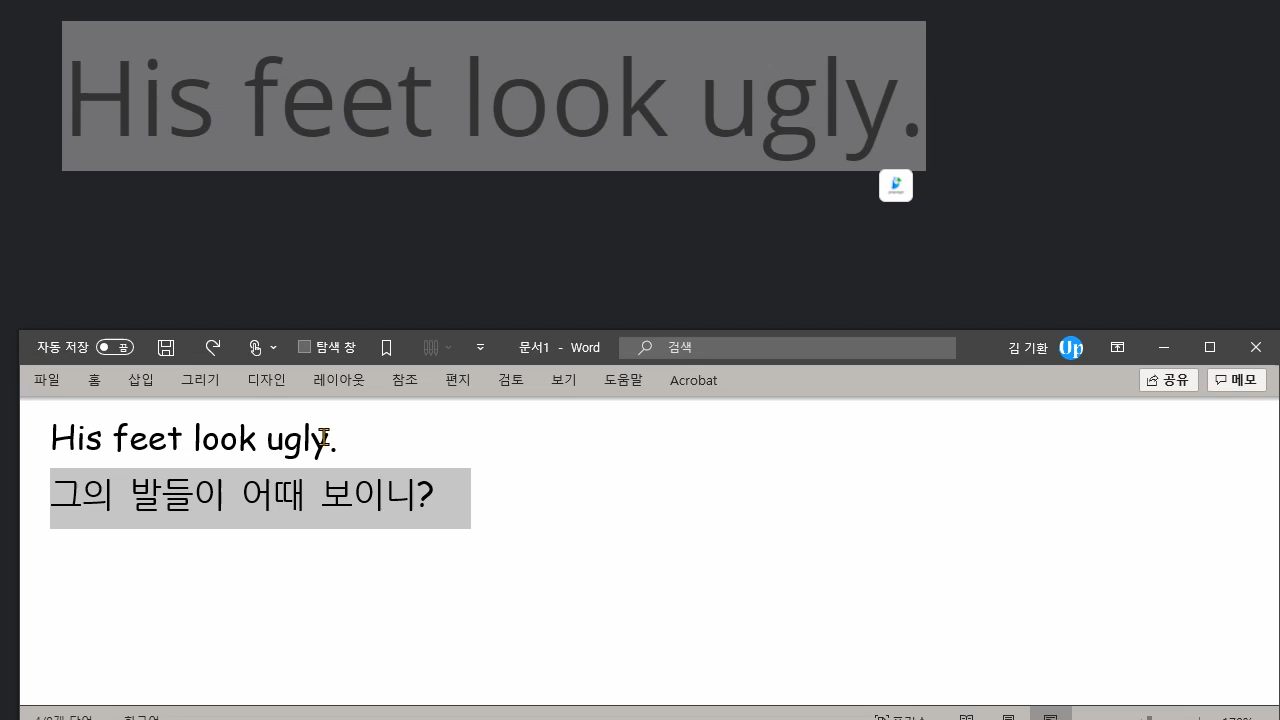 His feet look ugly.
자동 저장 끔 탐색 창 문서1 - Word 검색 김 기환 Up
파일 홈 삽입 그리기 디자인 레이아웃 참조 편지 검토 보기 도움말 Acrobat 공유 메모
His feet look ugly.
그의 발들이 어때 보이니?